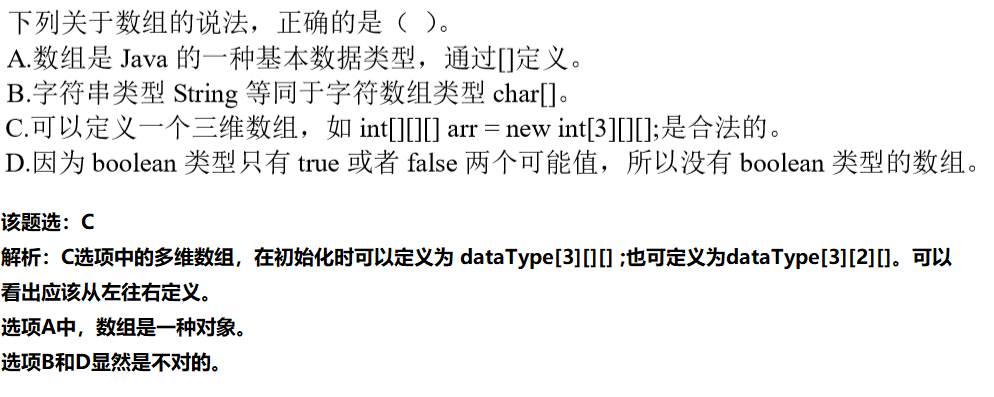 下列关于数组的说法，正确的是（ ）。
A.数组是 Java 的一种基本数据类型，通过[]定义。
B.字符串类型 String 等同于字符数组类型 char[]。
C.可以定义一个三维数组，如 int[][][] arr = new int[3][][];是合法的。
D.因为 boolean 类型只有 true 或者 false 两个可能值，所以没有 boolean 类型的数组。
该题选：C
解析：C选项中的多维数组，在初始化时可以定义为 dataType[3][][] ;也可定义为dataType[3][2][]。可以
看出应该从左往右定义。
选项A中，数组是一种对象。
选项B和D显然是不对的。